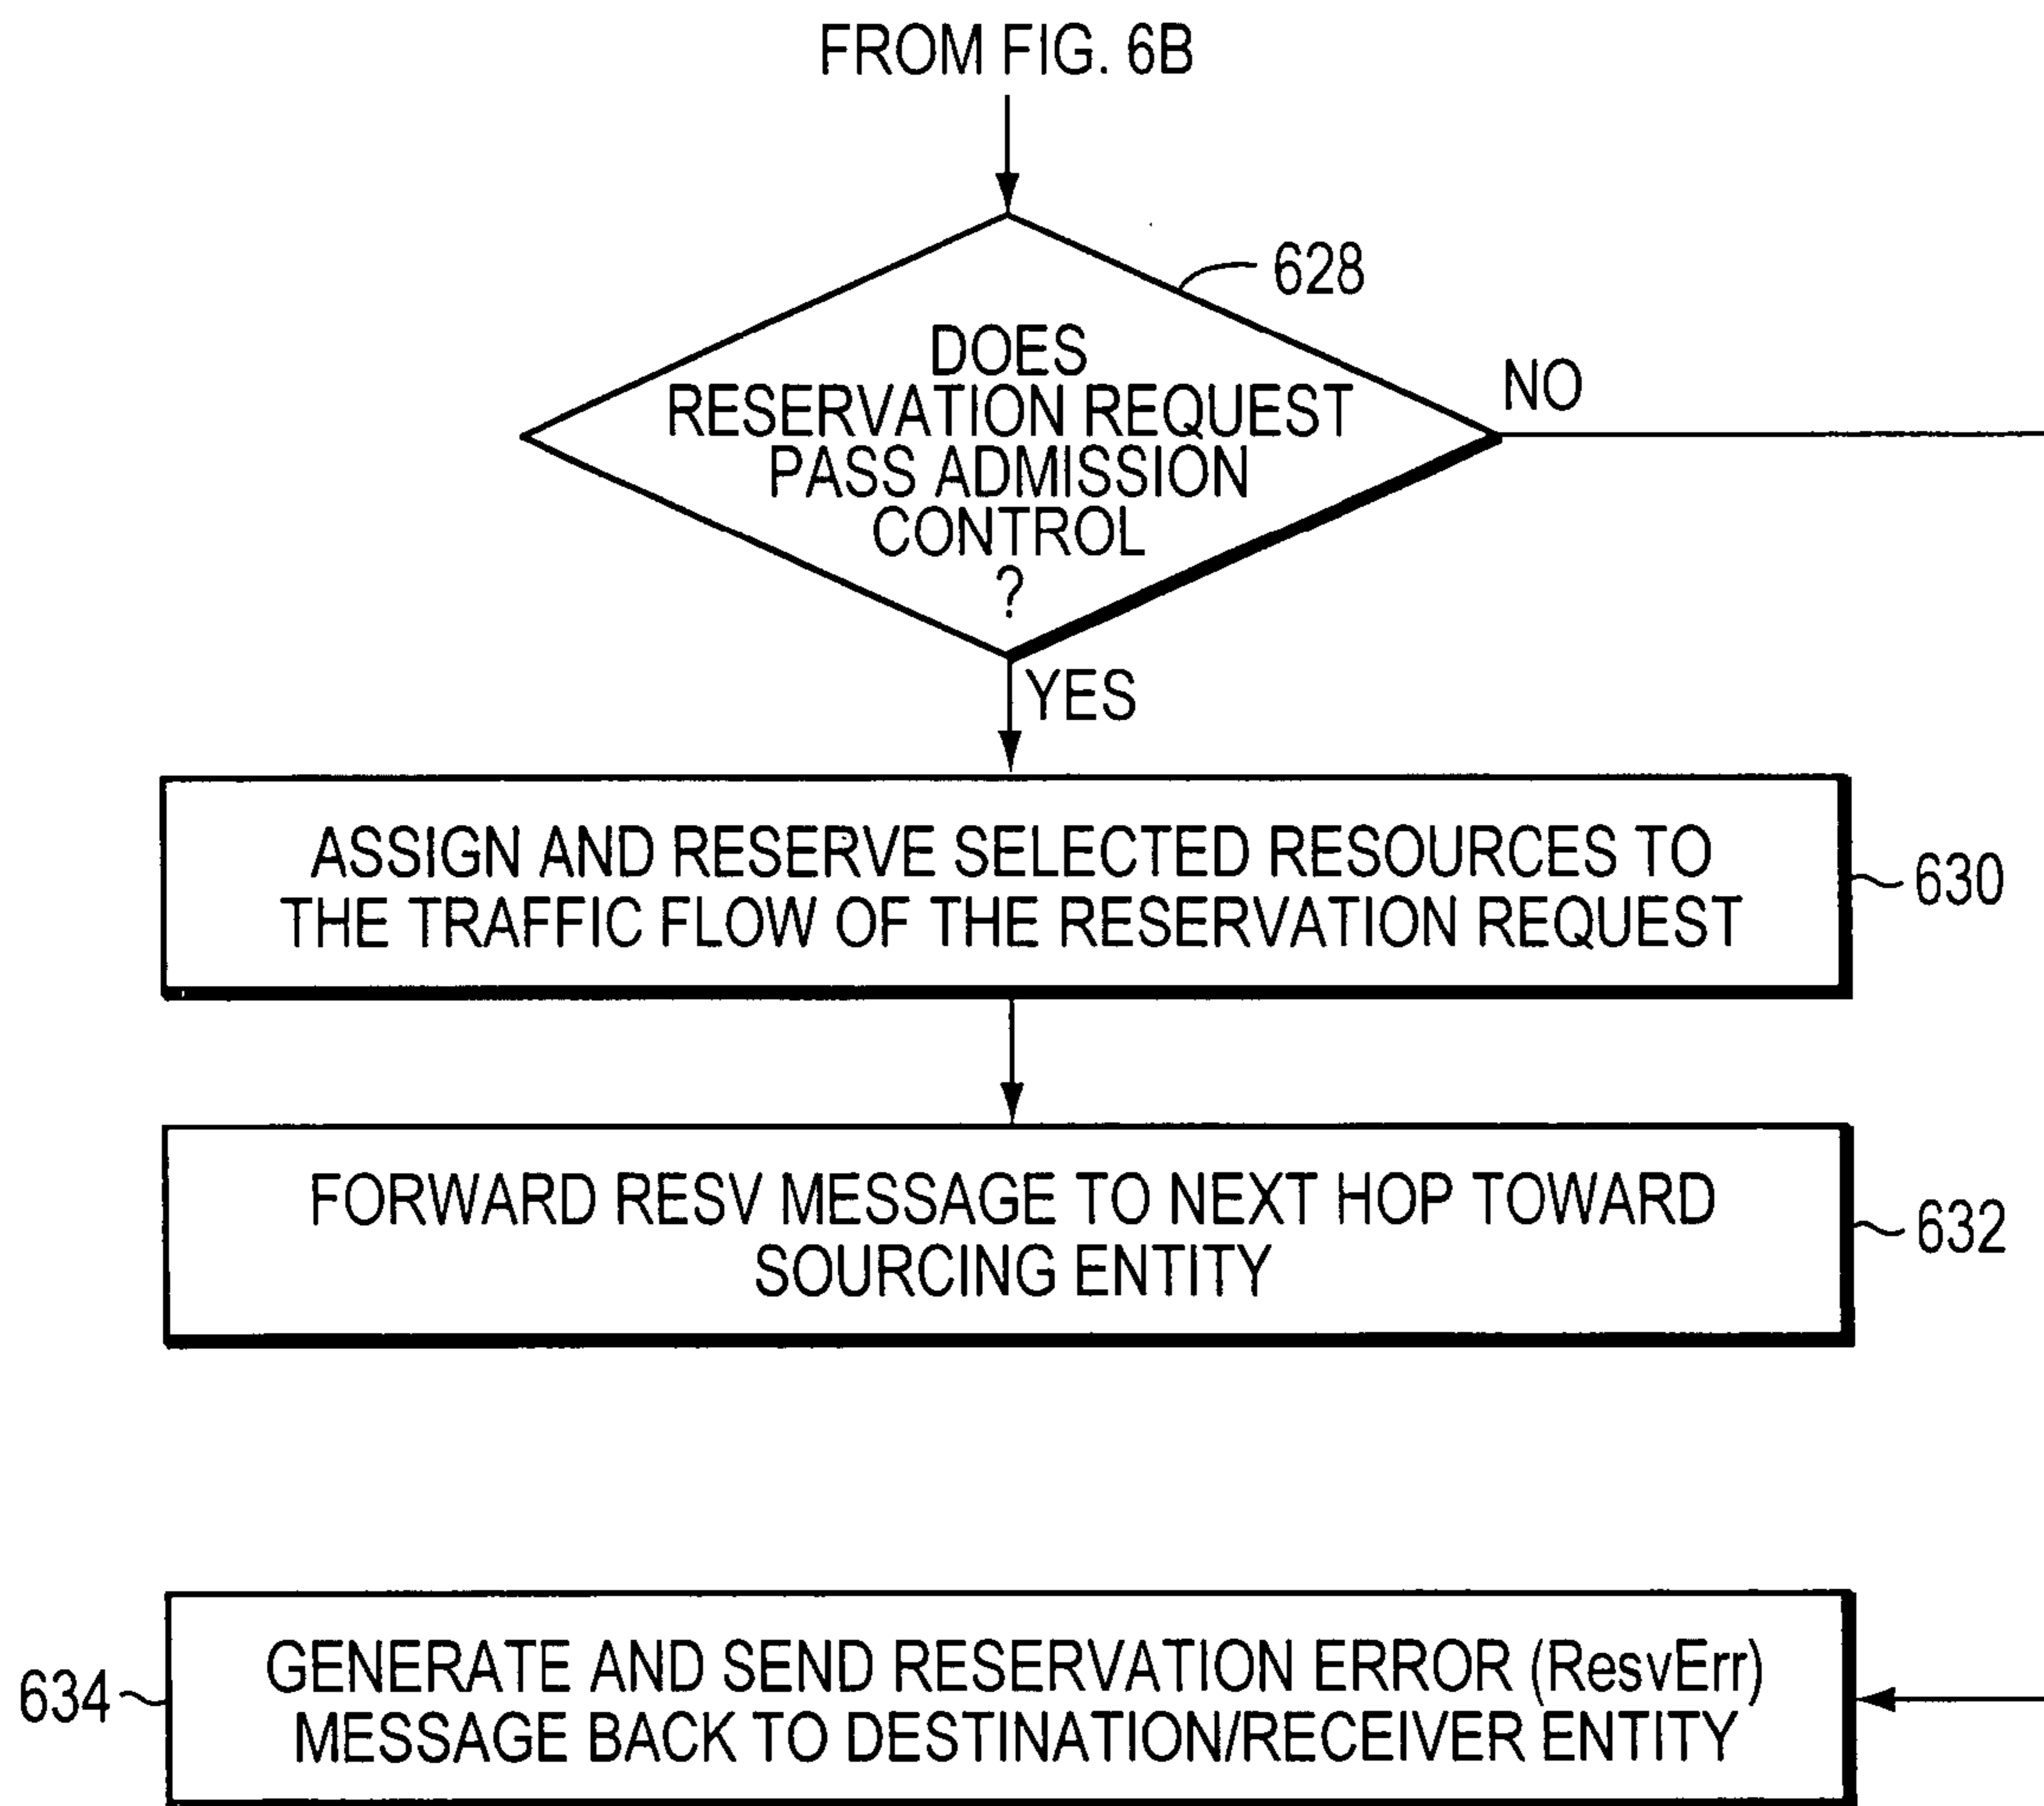 FROM FIG. 6B
628
DOES
RESERVATION REQUEST
PASS ADMISSION
CONTROL
?
NO
YES
ASSIGN AND RESERVE SELECTED RESOURCES TO
THE TRAFFIC FLOW OF THE RESERVATION REQUEST
630
FORWARD RESV MESSAGE TO NEXT HOP TOWARD
SOURCING ENTITY
632
634
GENERATE AND SEND RESERVATION ERROR (ResvErr)
MESSAGE BACK TO DESTINATION/RECEIVER ENTITY